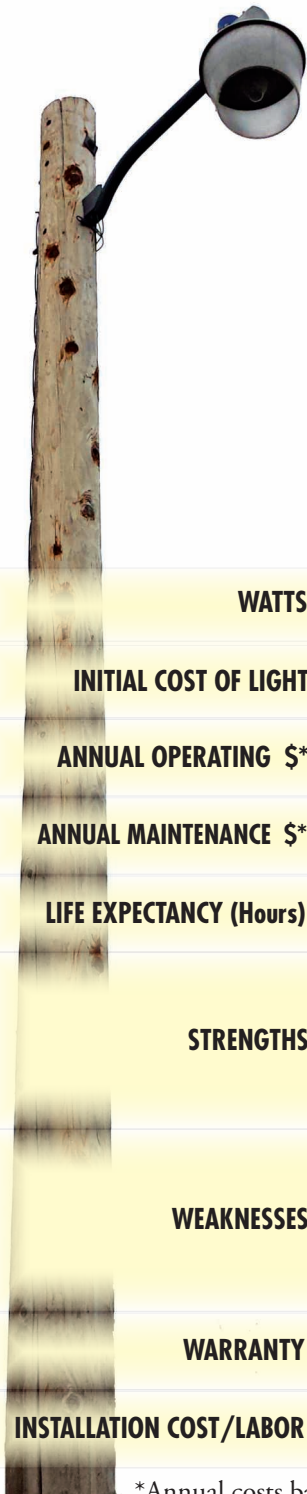 WATTS
INITIAL COST OF LIGHT
ANNUAL OPERATING $*
ANNUAL MAINTENANCE $*
LIFE EXPECTANCY (Hours)
STRENGTHS
WEAKNESSES
WARRANTY
INSTALLATION COST/LABOR
*Annual costs ba